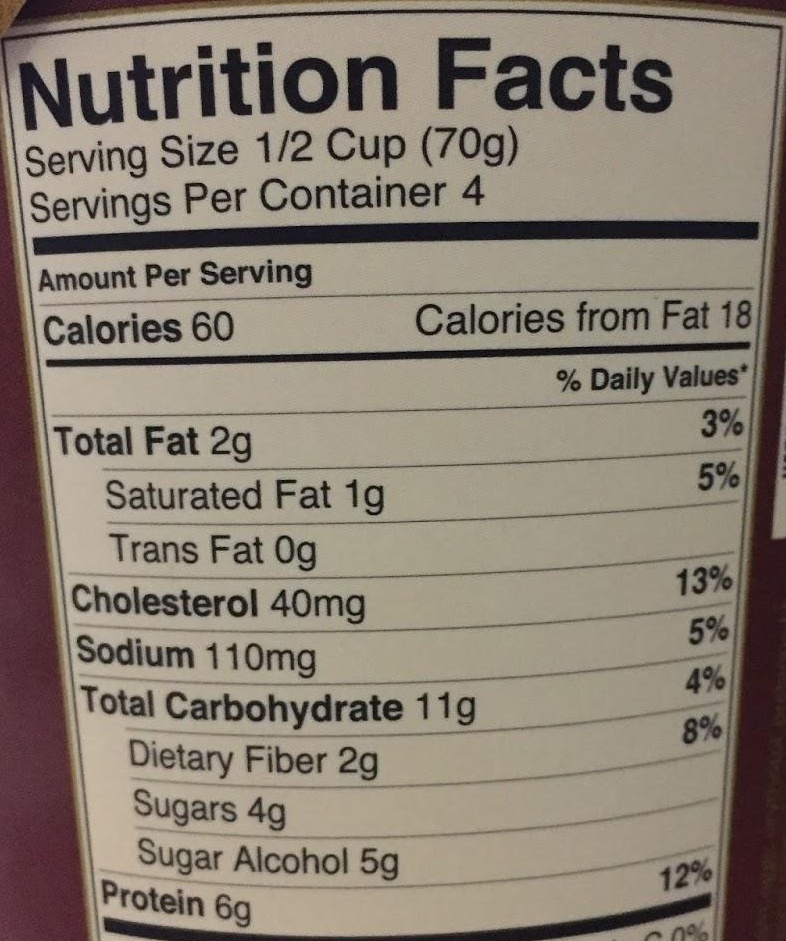 Nutrition Facts
Serving Size 1/2 Cup (70g)
Servings Per Container 4
Amount Per Serving
Calories 60 Calories from Fat 18
% Daily Values*
Total Fat 2g 3%
Saturated Fat 1g 5%
Trans Fat 0g
Cholesterol 40mg 13%
Sodium 110mg 5%
Total Carbohydrate 11g 4%
Dietary Fiber 2g 8%
Sugars 4g
Sugar Alcohol 5g
Protein 6g 12%